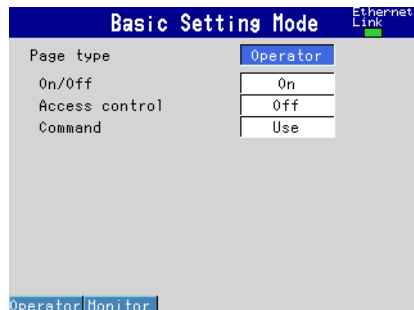 Basic Setting Mode
Ethernet
Link
Page type Operator
On/Off On
Access control Off
Command Use
Operator Monitor